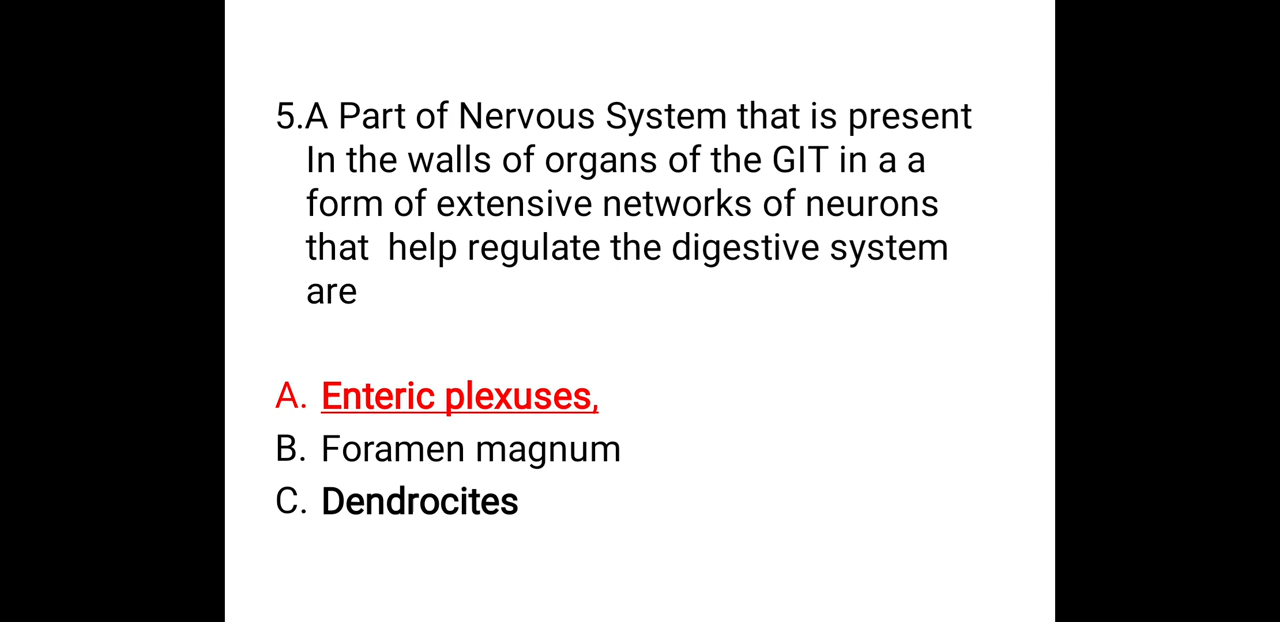 5.A Part of Nervous System that is present
In the walls of organs of the GIT in a a
form of extensive networks of neurons
that  help regulate the digestive system
are
A. Enteric plexuses,
B. Foramen magnum
C. Dendrocites